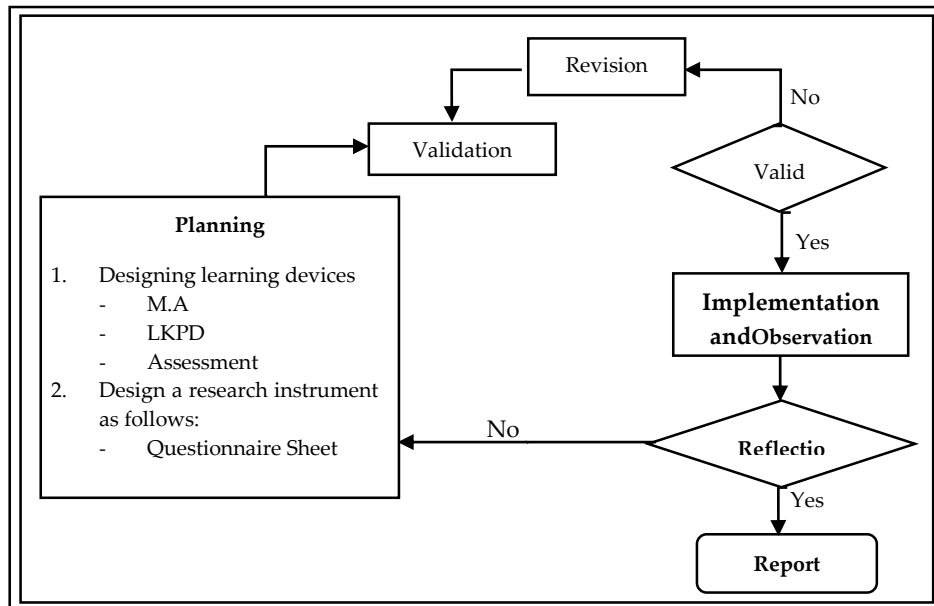 Revision
No
Validation
Valid
Yes
Planning
1. Designing learning devices
- M.A
- LKPD
- Assessment
2. Design a research instrument
as follows:
- Questionnaire Sheet
Implementation
andObservation
No
Reflectio
Yes
Report